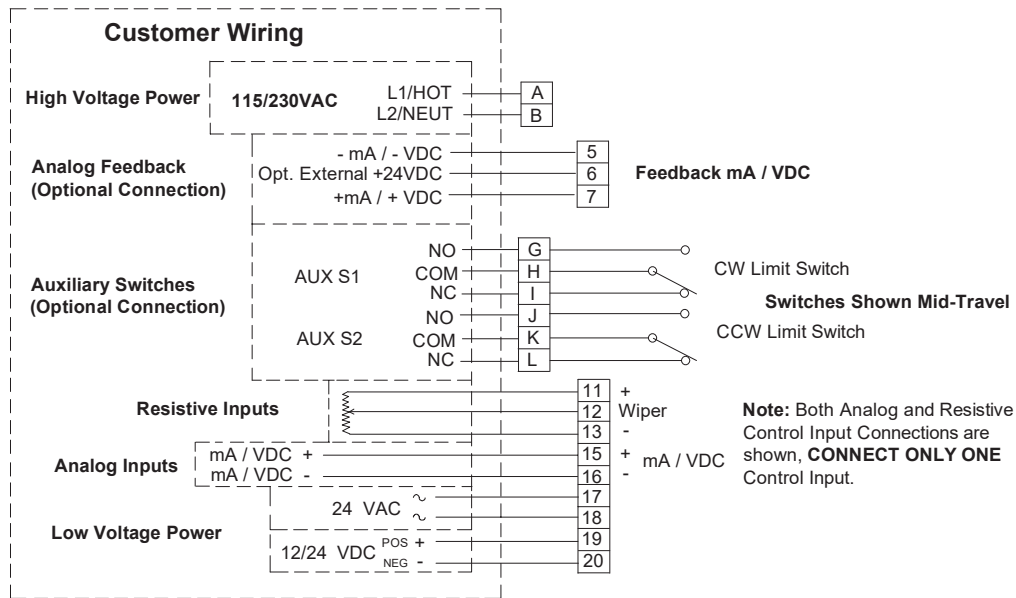 Customer Wiring
High Voltage Power
115/230VAC
L1/HOT
L2/NEUT
A
B
Analog Feedback
(Optional Connection)
- mA / - VDC
Opt. External +24VDC
+mA / + VDC
5
6
7
Feedback mA / VDC
Auxiliary Switches
(Optional Connection)
AUX S1
AUX S2
NO
COM
NC
NO
COM
NC
G
H
I
J
K
L
CW Limit Switch
Switches Shown Mid-Travel
CCW Limit Switch
Resistive Inputs
11 +
12 Wiper
13 -
Analog Inputs
mA / VDC +
mA / VDC -
15 +
16 -
mA / VDC
Note: Both Analog and Resistive
Control Input Connections are
shown, CONNECT ONLY ONE
Control Input.
Low Voltage Power
24 VAC ~
~
17
18
12/24 VDC
POS +
NEG -
19
20